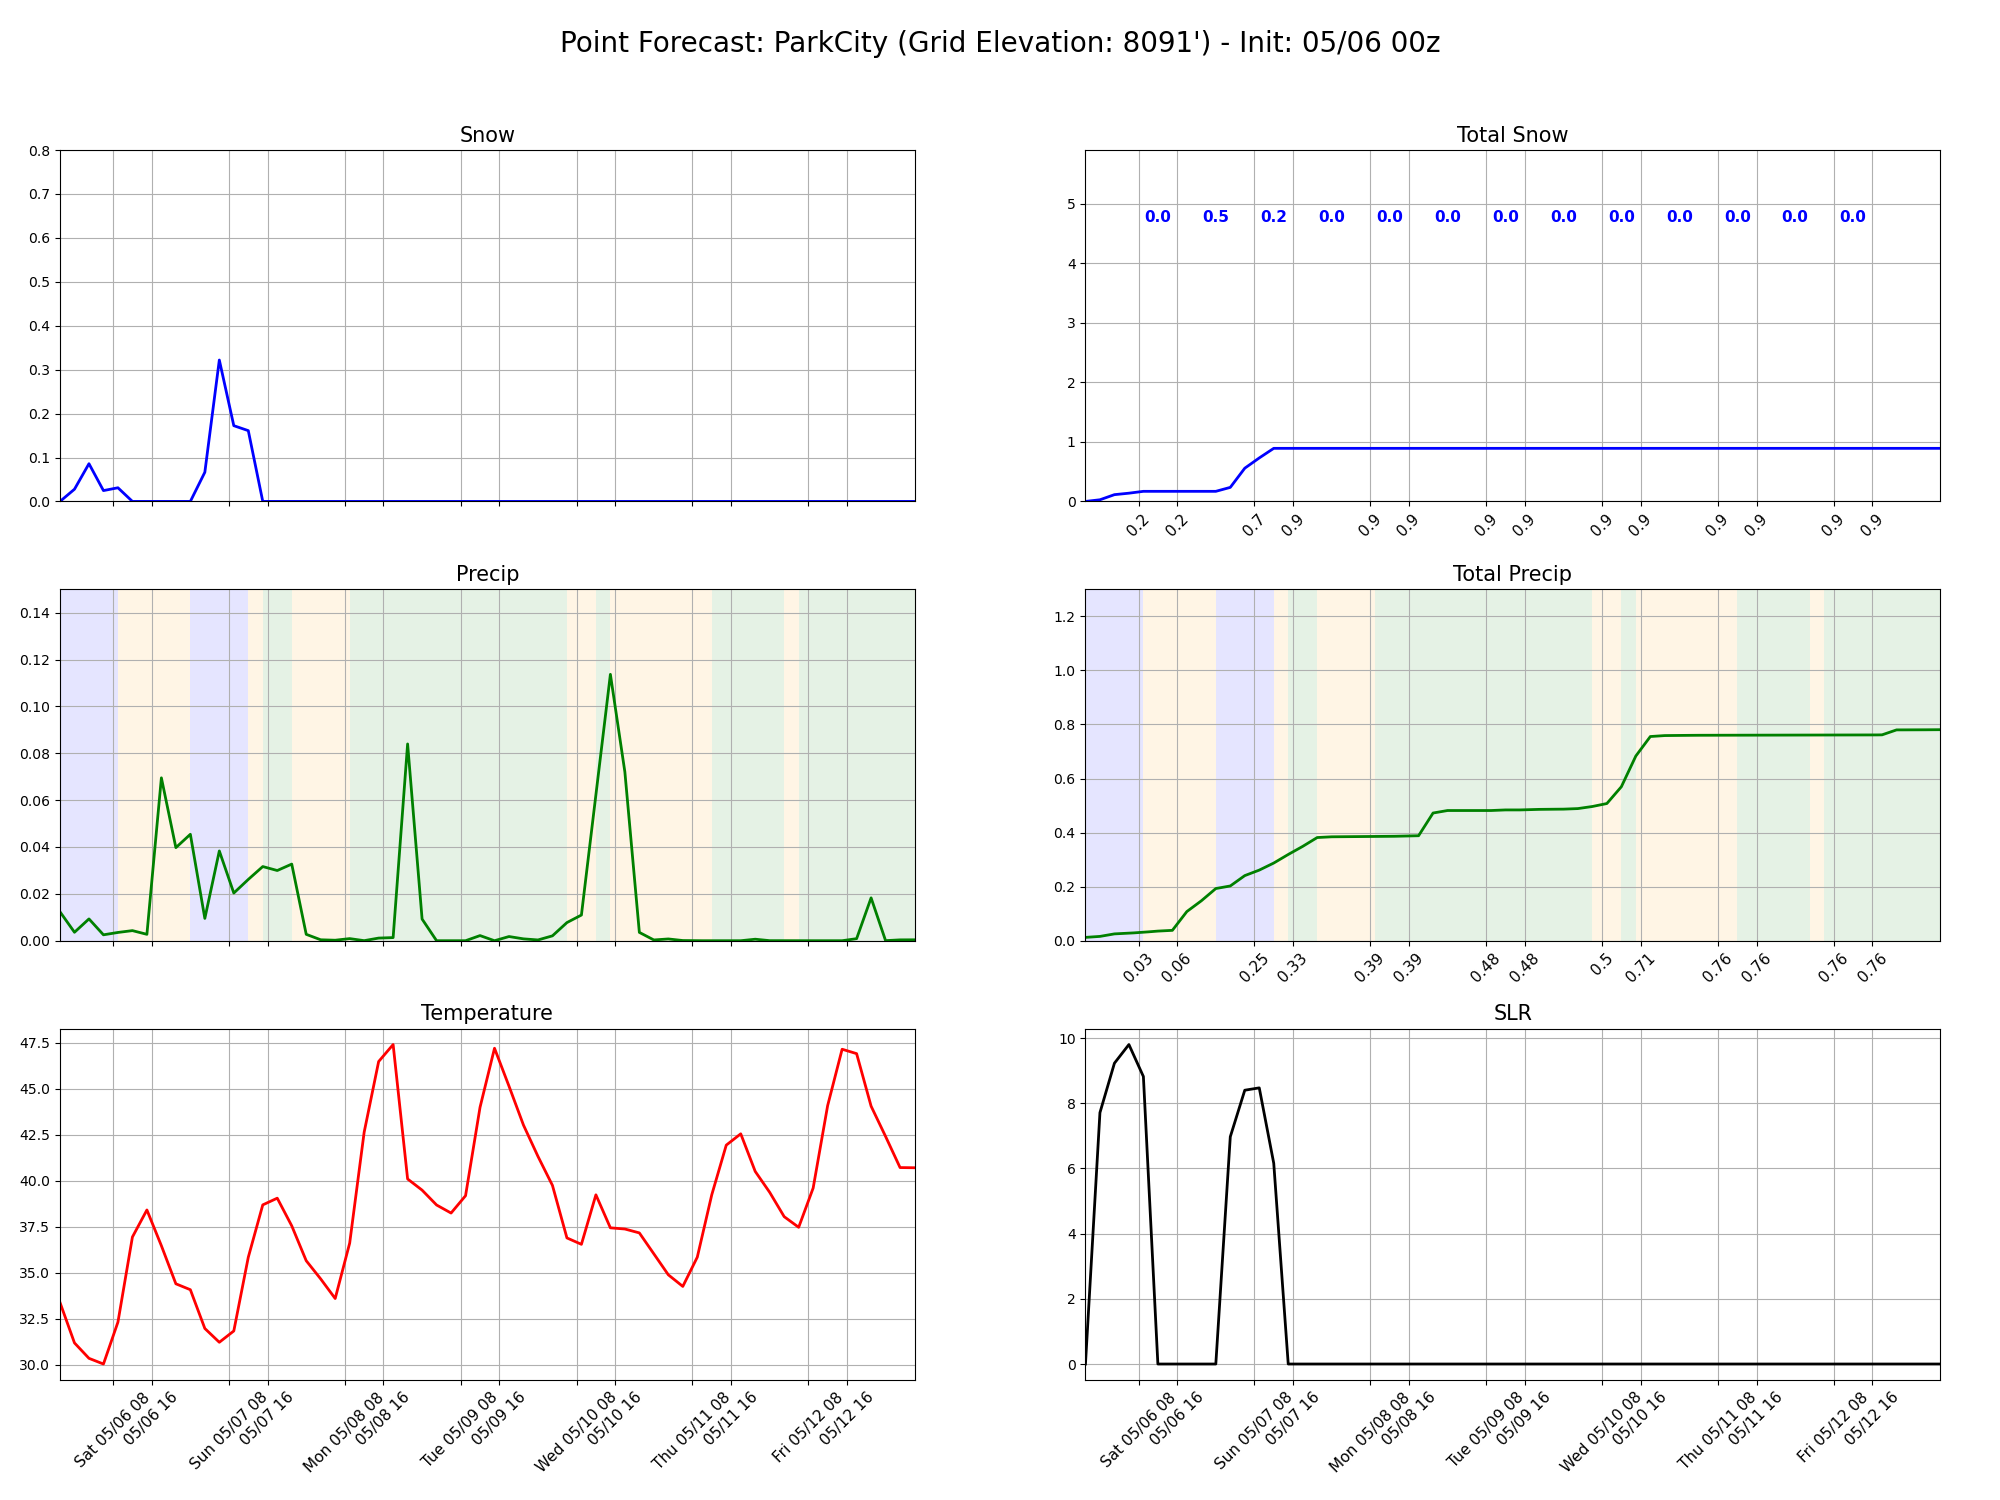 Point Forecast: ParkCity (Grid Elevation: 8091') - Init: 05/06 00z
Snow
0.8
0.7
0.6
0.5
0.4
0.3
0.2
0.1
0.0
Total Snow
5
4
3
2
1
0
0.0 0.5 0.2 0.0 0.0 0.0 0.0 0.0 0.0 0.0 0.0 0.0 0.0
0.2 0.2 0.7 0.9 0.9 0.9 0.9 0.9 0.9 0.9 0.9 0.9 0.9 0.9
Precip
0.14
0.12
0.10
0.08
0.06
0.04
0.02
0.00
Total Precip
1.2
1.0
0.8
0.6
0.4
0.2
0.0
0.03 0.06 0.25 0.33 0.39 0.39 0.48 0.48 0.5 0.71 0.76 0.76 0.76 0.76
Temperature
47.5
45.0
42.5
40.0
37.5
35.0
32.5
30.0
Sat 05/06 08
05/06 16
Sun 05/07 08
05/07 16
Mon 05/08 08
05/08 16
Tue 05/09 08
05/09 16
Wed 05/10 08
05/10 16
Thu 05/11 08
05/11 16
Fri 05/12 08
05/12 16
SLR
10
8
6
4
2
0
Sat 05/06 08
05/06 16
Sun 05/07 08
05/07 16
Mon 05/08 08
05/08 16
Tue 05/09 08
05/09 16
Wed 05/10 08
05/10 16
Thu 05/11 08
05/11 16
Fri 05/12 08
05/12 16